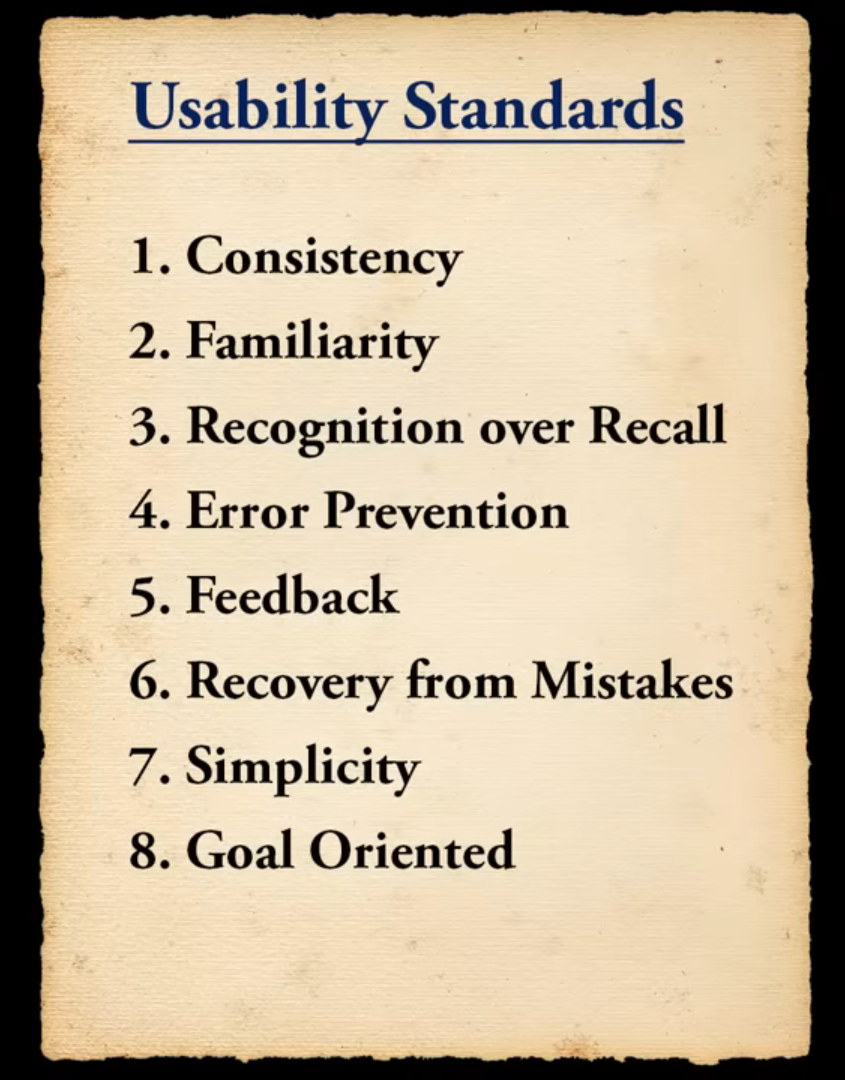 Usability Standards
1. Consistency
2. Familiarity
3. Recognition over Recall
4. Error Prevention
5. Feedback
6. Recovery from Mistakes
7. Simplicity
8. Goal Oriented